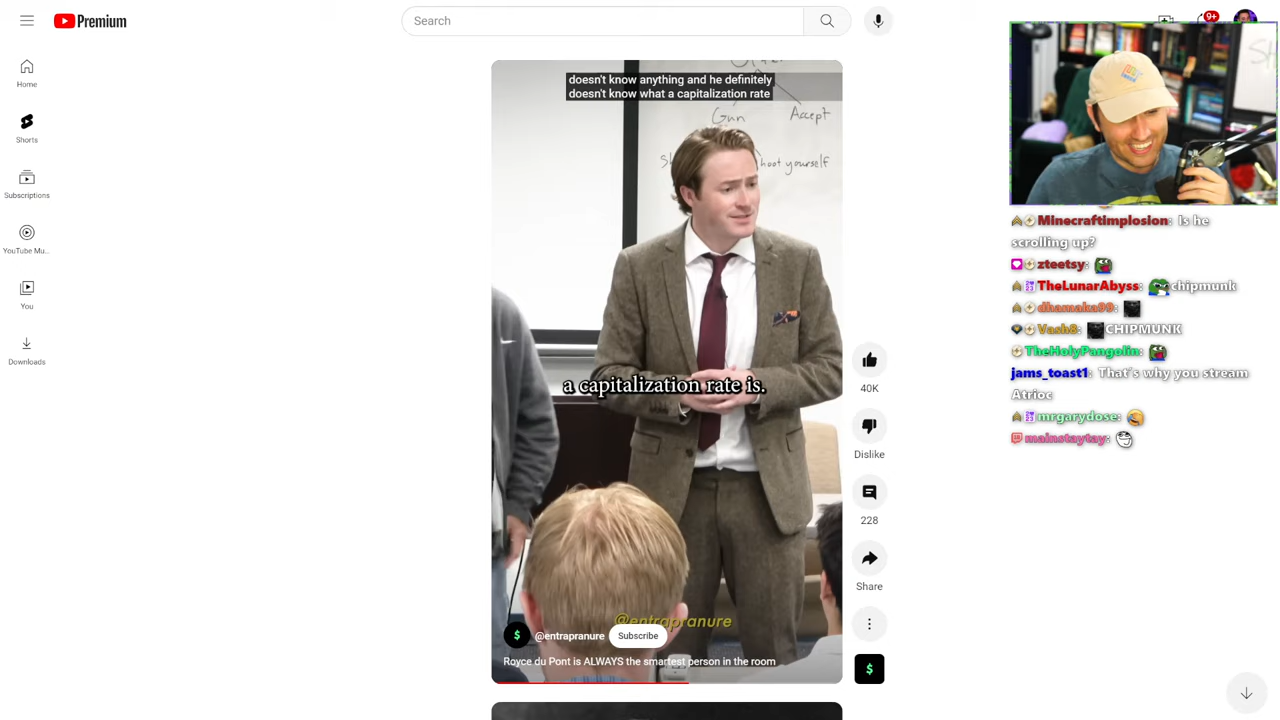 Premium
Search
9+
Home
Shorts
Subscriptions
YouTube Mu...
You
Downloads
doesn't know anything and he definitely
doesn't know what a capitalization rate
Gun
Accept
hoot yourself
a capitalization rate is.
@entrapranure
$ @entrapranure Subscribe
Royce du Pont is ALWAYS the smartest person in the room
40K
Dislike
228
Share
$
Minecraftimplosion: Is he
scrolling up?
zteetsy:
TheLunarAbyss: chipmunk
dhamaka99:
Vash8: CHIPMUNK
TheHolyPangolin:
jams_toast1: That's why you stream
Atrioc
mrgarydose:
mainstaytay: